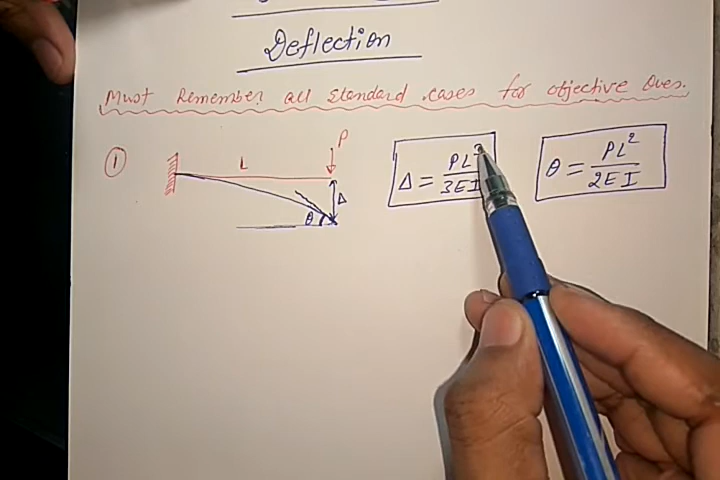 Deflection
Must Remember all standard cases for objective Ques.
① L P Δ = PL³/3EI θ = PL²/2EI
Δ
θ